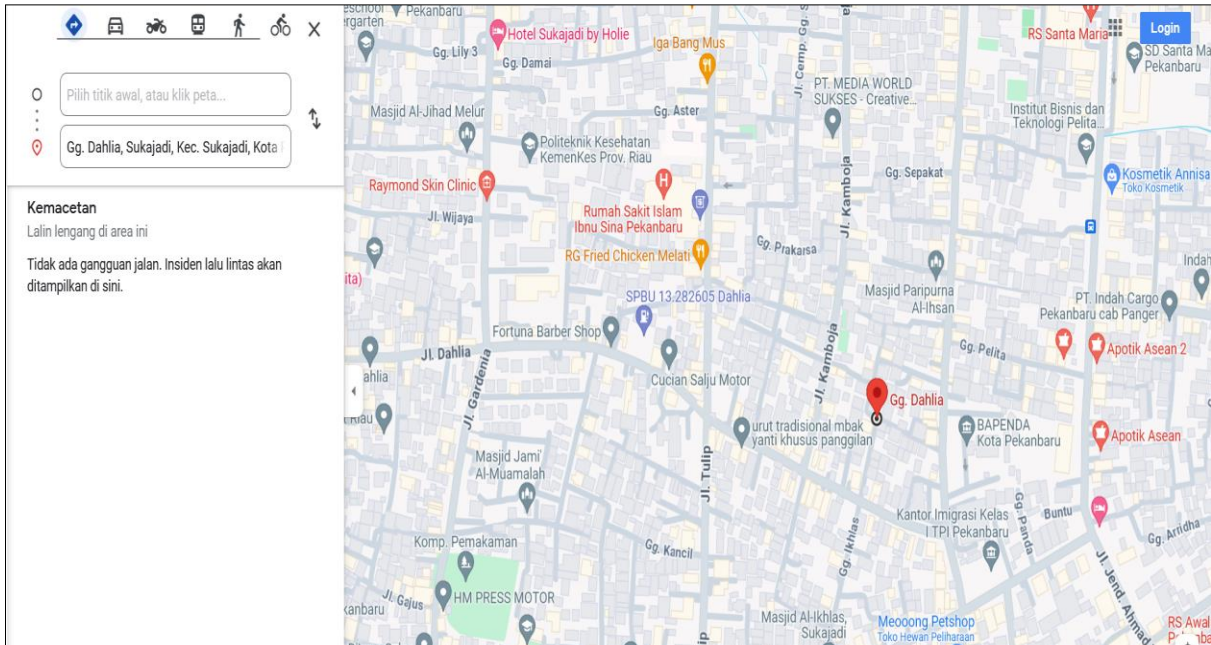 Pilih titik awal, atau klik peta...
Gg. Dahlia, Sukajadi, Kec. Sukajadi, Kota
Kemacetan
Lalin lengang di area ini
Tidak ada gangguan jalan. Insiden lalu lintas akan
ditampilkan di sini.
Login
Pekanbaru
Hotel Sukajadi by Holie
Gg. Lily 3
Gg. Damai
Iga Bang Mus
Jl. Cemp.
RS Santa Maria
SD Santa Ma
Pekanbaru
PT. MEDIA WORLD
SUKSES - Creative...
Gg. Aster
Masjid Al-Jihad Melur
Institut Bisnis dan
Teknologi Pelita...
Politeknik Kesehatan
KemenKes Prov. Riau
Gg. Sepakat
Kosmetik Annisa
Toko Kosmetik
Raymond Skin Clinic
Jl. Wijaya
Rumah Sakit Islam
Ibnu Sina Pekanbaru
Jl. Kamboja
Gg. Prakarsa
RG Fried Chicken Melati
ita)
Indah
SPBU 13.282605 Dahlia
Masjid Paripurna
Al-Ihsan
PT. Indah Cargo
Pekanbaru cab Panger
Fortuna Barber Shop
Jl. Dahlia
Gg. Pelita
Apotik Asean 2
ahlia
Cucian Salju Motor
Jl. Gardenia
Jl. Kamboja
Gg. Dahlia
Riau
urut tradisional mbak
yanti khusus panggilan
BAPENDA
Kota Pekanbaru
Apotik Asean
Masjid Jami'
Al-Muamalah
Jl. Tulip
Kantor Imigrasi Kelas
I TPI Pekanbaru
Gg. Panda
Buntu
Gg. Arridha
Komp. Pemakaman
Gg. Kancil
Gg. Ikhlas
Jl. Gajus
HM PRESS MOTOR
kanbaru
Masjid Al-Ikhlas,
Sukajadi
Meooong Petshop
Toko Hewan Peliharaan
Jl. Jend. Ahmad
RS Awal